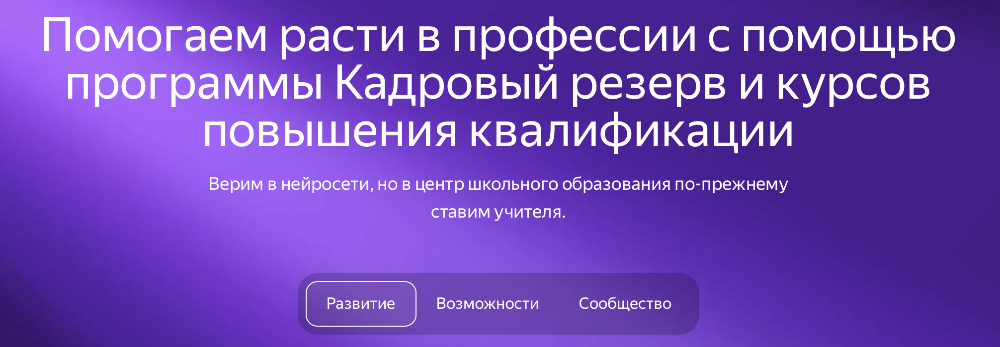 Помогаем расти в профессии с помощью
программы Кадровый резерв и курсов
повышения квалификации
Верим в нейросети, но в центр школьного образования по-прежнему
ставим учителя.
Развитие
Возможности
Сообщество